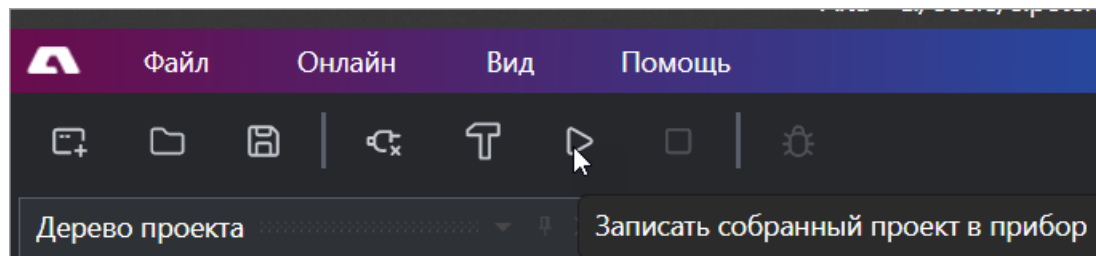 Файл Онлайн Вид Помощь
Дерево проекта
Записать собранный проект в прибор